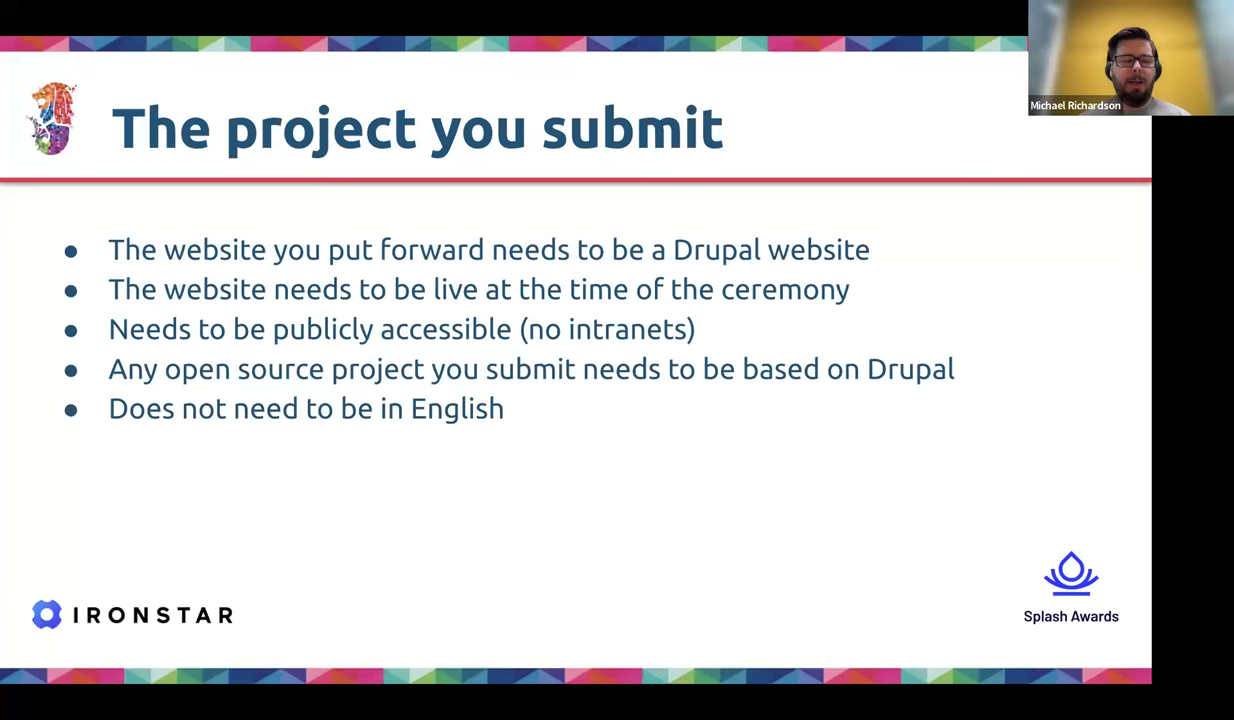 Michael Richardson
The project you submit
● The website you put forward needs to be a Drupal website
● The website needs to be live at the time of the ceremony
● Needs to be publicly accessible (no intranets)
● Any open source project you submit needs to be based on Drupal
● Does not need to be in English
IRONSTAR
Splash Awards